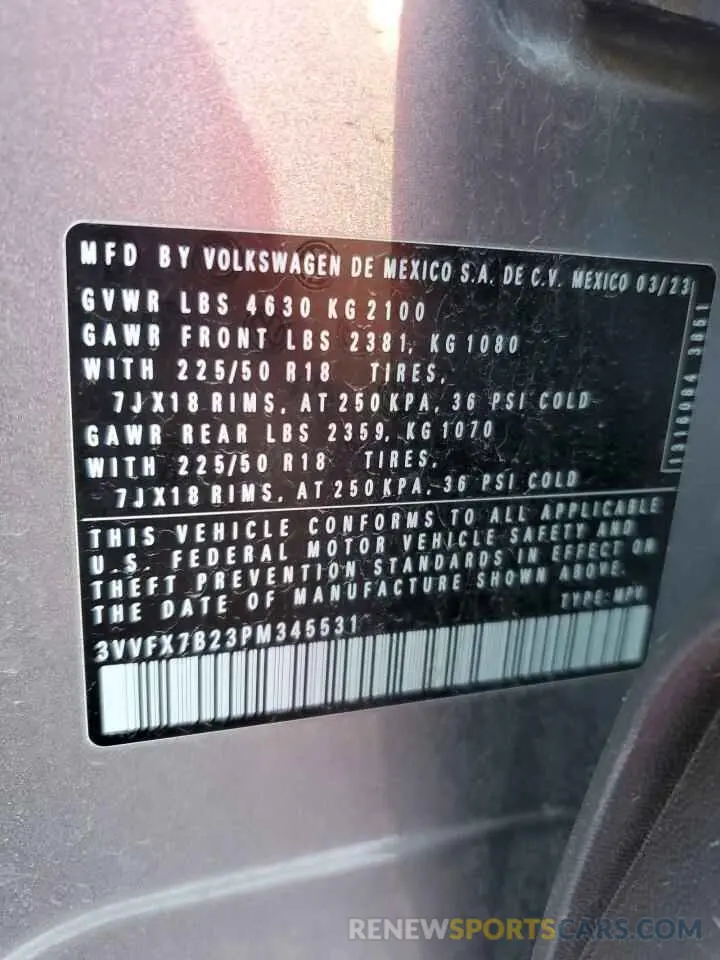 MFD BY VOLKSWAGEN DE MEXICO S.A. DE C.V. MEXICO 03/23
GVWR LBS 4630 KG 2100
GAWR FRONT LBS 2381, KG 1080
WITH 225/50 R18 TIRES,
7JX18 RIMS, AT 250 KPA, 36 PSI COLD
GAWR REAR LBS 2359, KG 1070
WITH 225/50 R18 TIRES,
7JX18 RIMS, AT 250 KPA, 36 PSI COLD
1316084 3851
THIS VEHICLE CONFORMS TO ALL APPLICABLE
U.S. FEDERAL MOTOR VEHICLE SAFETY AND
THEFT PREVENTION STANDARDS IN EFFECT ON
THE DATE OF MANUFACTURE SHOWN ABOVE.
TYPE: MPV
3VVFX7B23PM345531
RENEWSPORTSCARS.COM